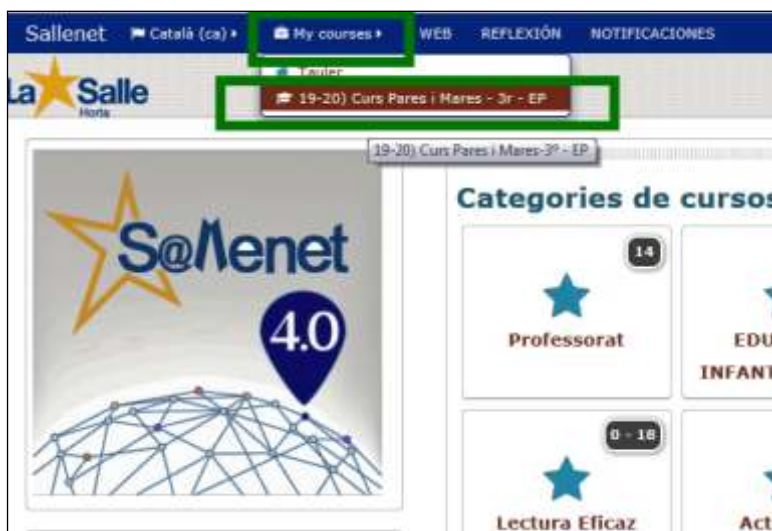 Sallenet Català (ca) My courses WEB REFLEXIÓN NOTIFICACIONES
La Salle
Horta
Tauler
19-20) Curs Pares i Mares - 3r - EP
19-20) Curs Pares i Mares-3º - EP
Categories de cursos
S@llenet
4.0
14
Professorat
EDU
INFANT
0 - 18
Lectura Eficaz
Act